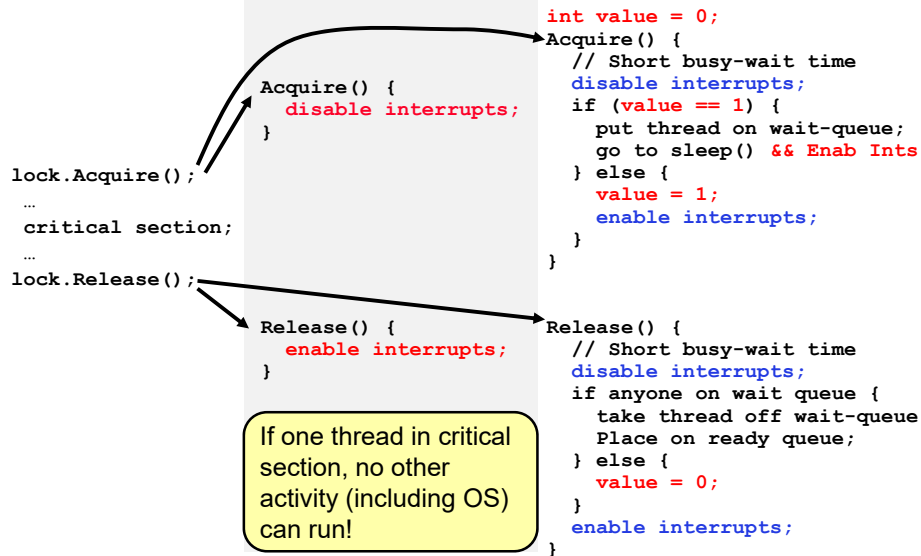 lock.Acquire();
…
critical section;
…
lock.Release();
Acquire() {
disable interrupts;
}
Release() {
enable interrupts;
}
If one thread in critical
section, no other
activity (including OS)
can run!
int value = 0;
Acquire() {
// Short busy-wait time
disable interrupts;
if (value == 1) {
put thread on wait-queue;
go to sleep() && Enab Ints
} else {
value = 1;
enable interrupts;
}
}
Release() {
// Short busy-wait time
disable interrupts;
if anyone on wait queue {
take thread off wait-queue
Place on ready queue;
} else {
value = 0;
}
enable interrupts;
}